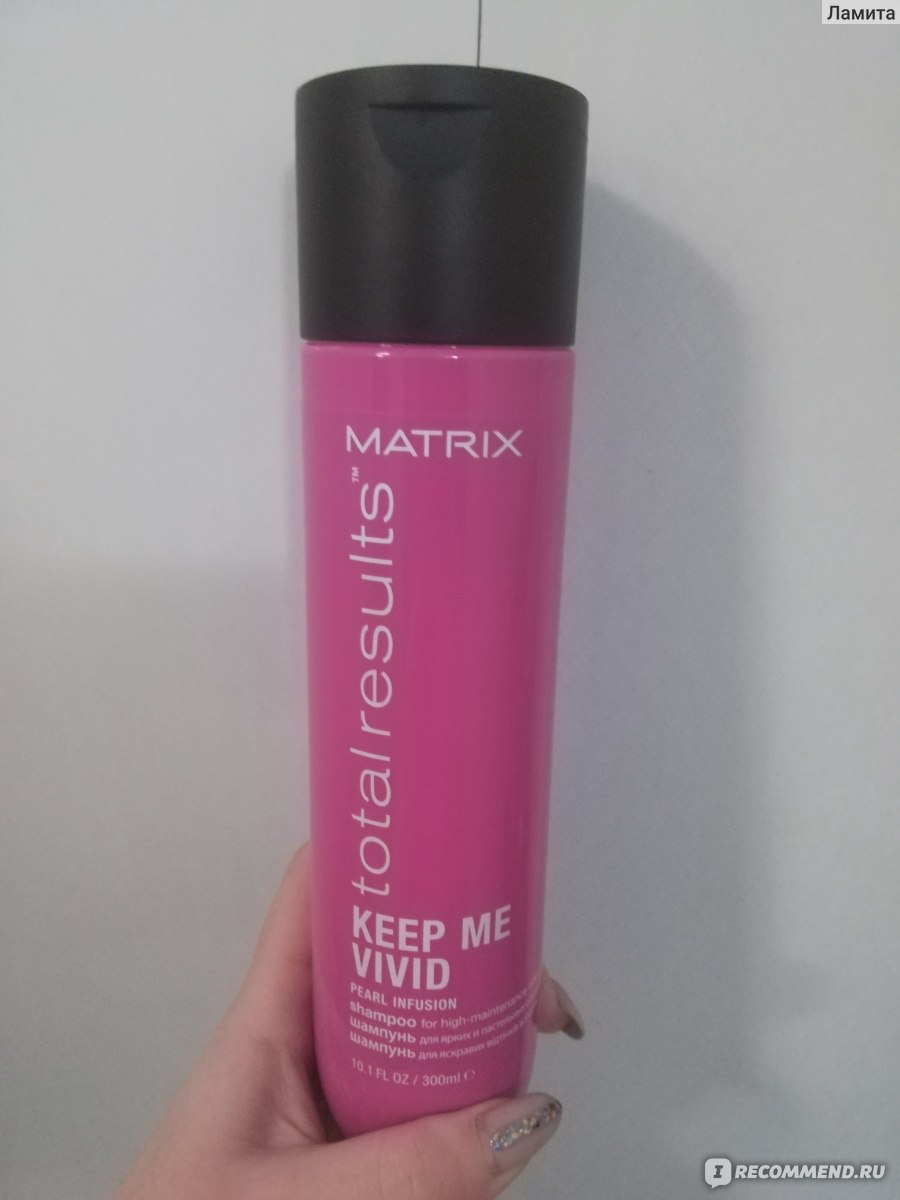 Ламита
MATRIX
total results™
KEEP ME
VIVID
PEARL INFUSION
shampoo for high-maintenance
шампунь для ярких и пастельных
шампунь для яскравих відтінків
10.1 FL OZ / 300ml ℮
IRECOMMEND.RU